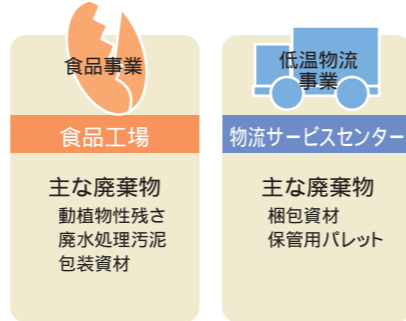 食品事業
食品工場
主な廃棄物
動植物性残さ
廃水処理汚泥
包装資材
低温物流
事業
物流サービスセンター
主な廃棄物
梱包資材
保管用パレット